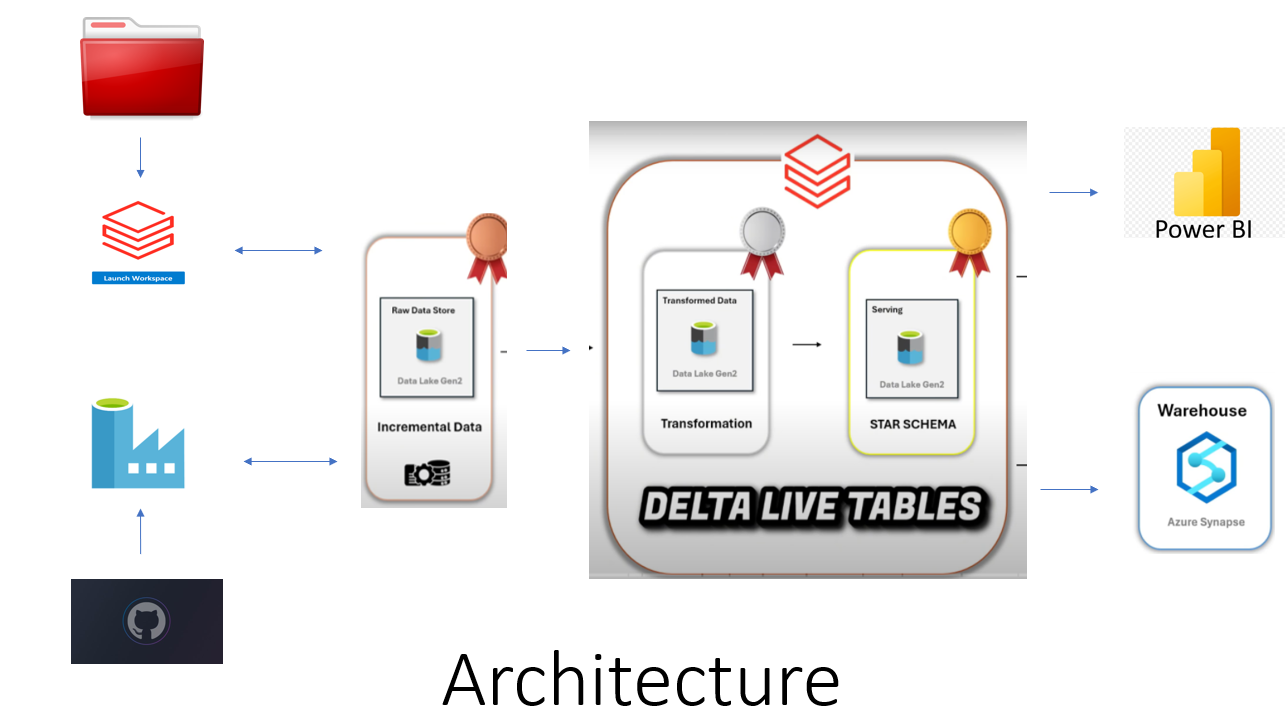 Launch Workspace
Raw Data Store
Data Lake Gen2
Incremental Data
Transformed Data
Data Lake Gen2
Transformation
Serving
Data Lake Gen2
STAR SCHEMA
DELTA LIVE TABLES
Power BI
Warehouse
Azure Synapse
Architecture